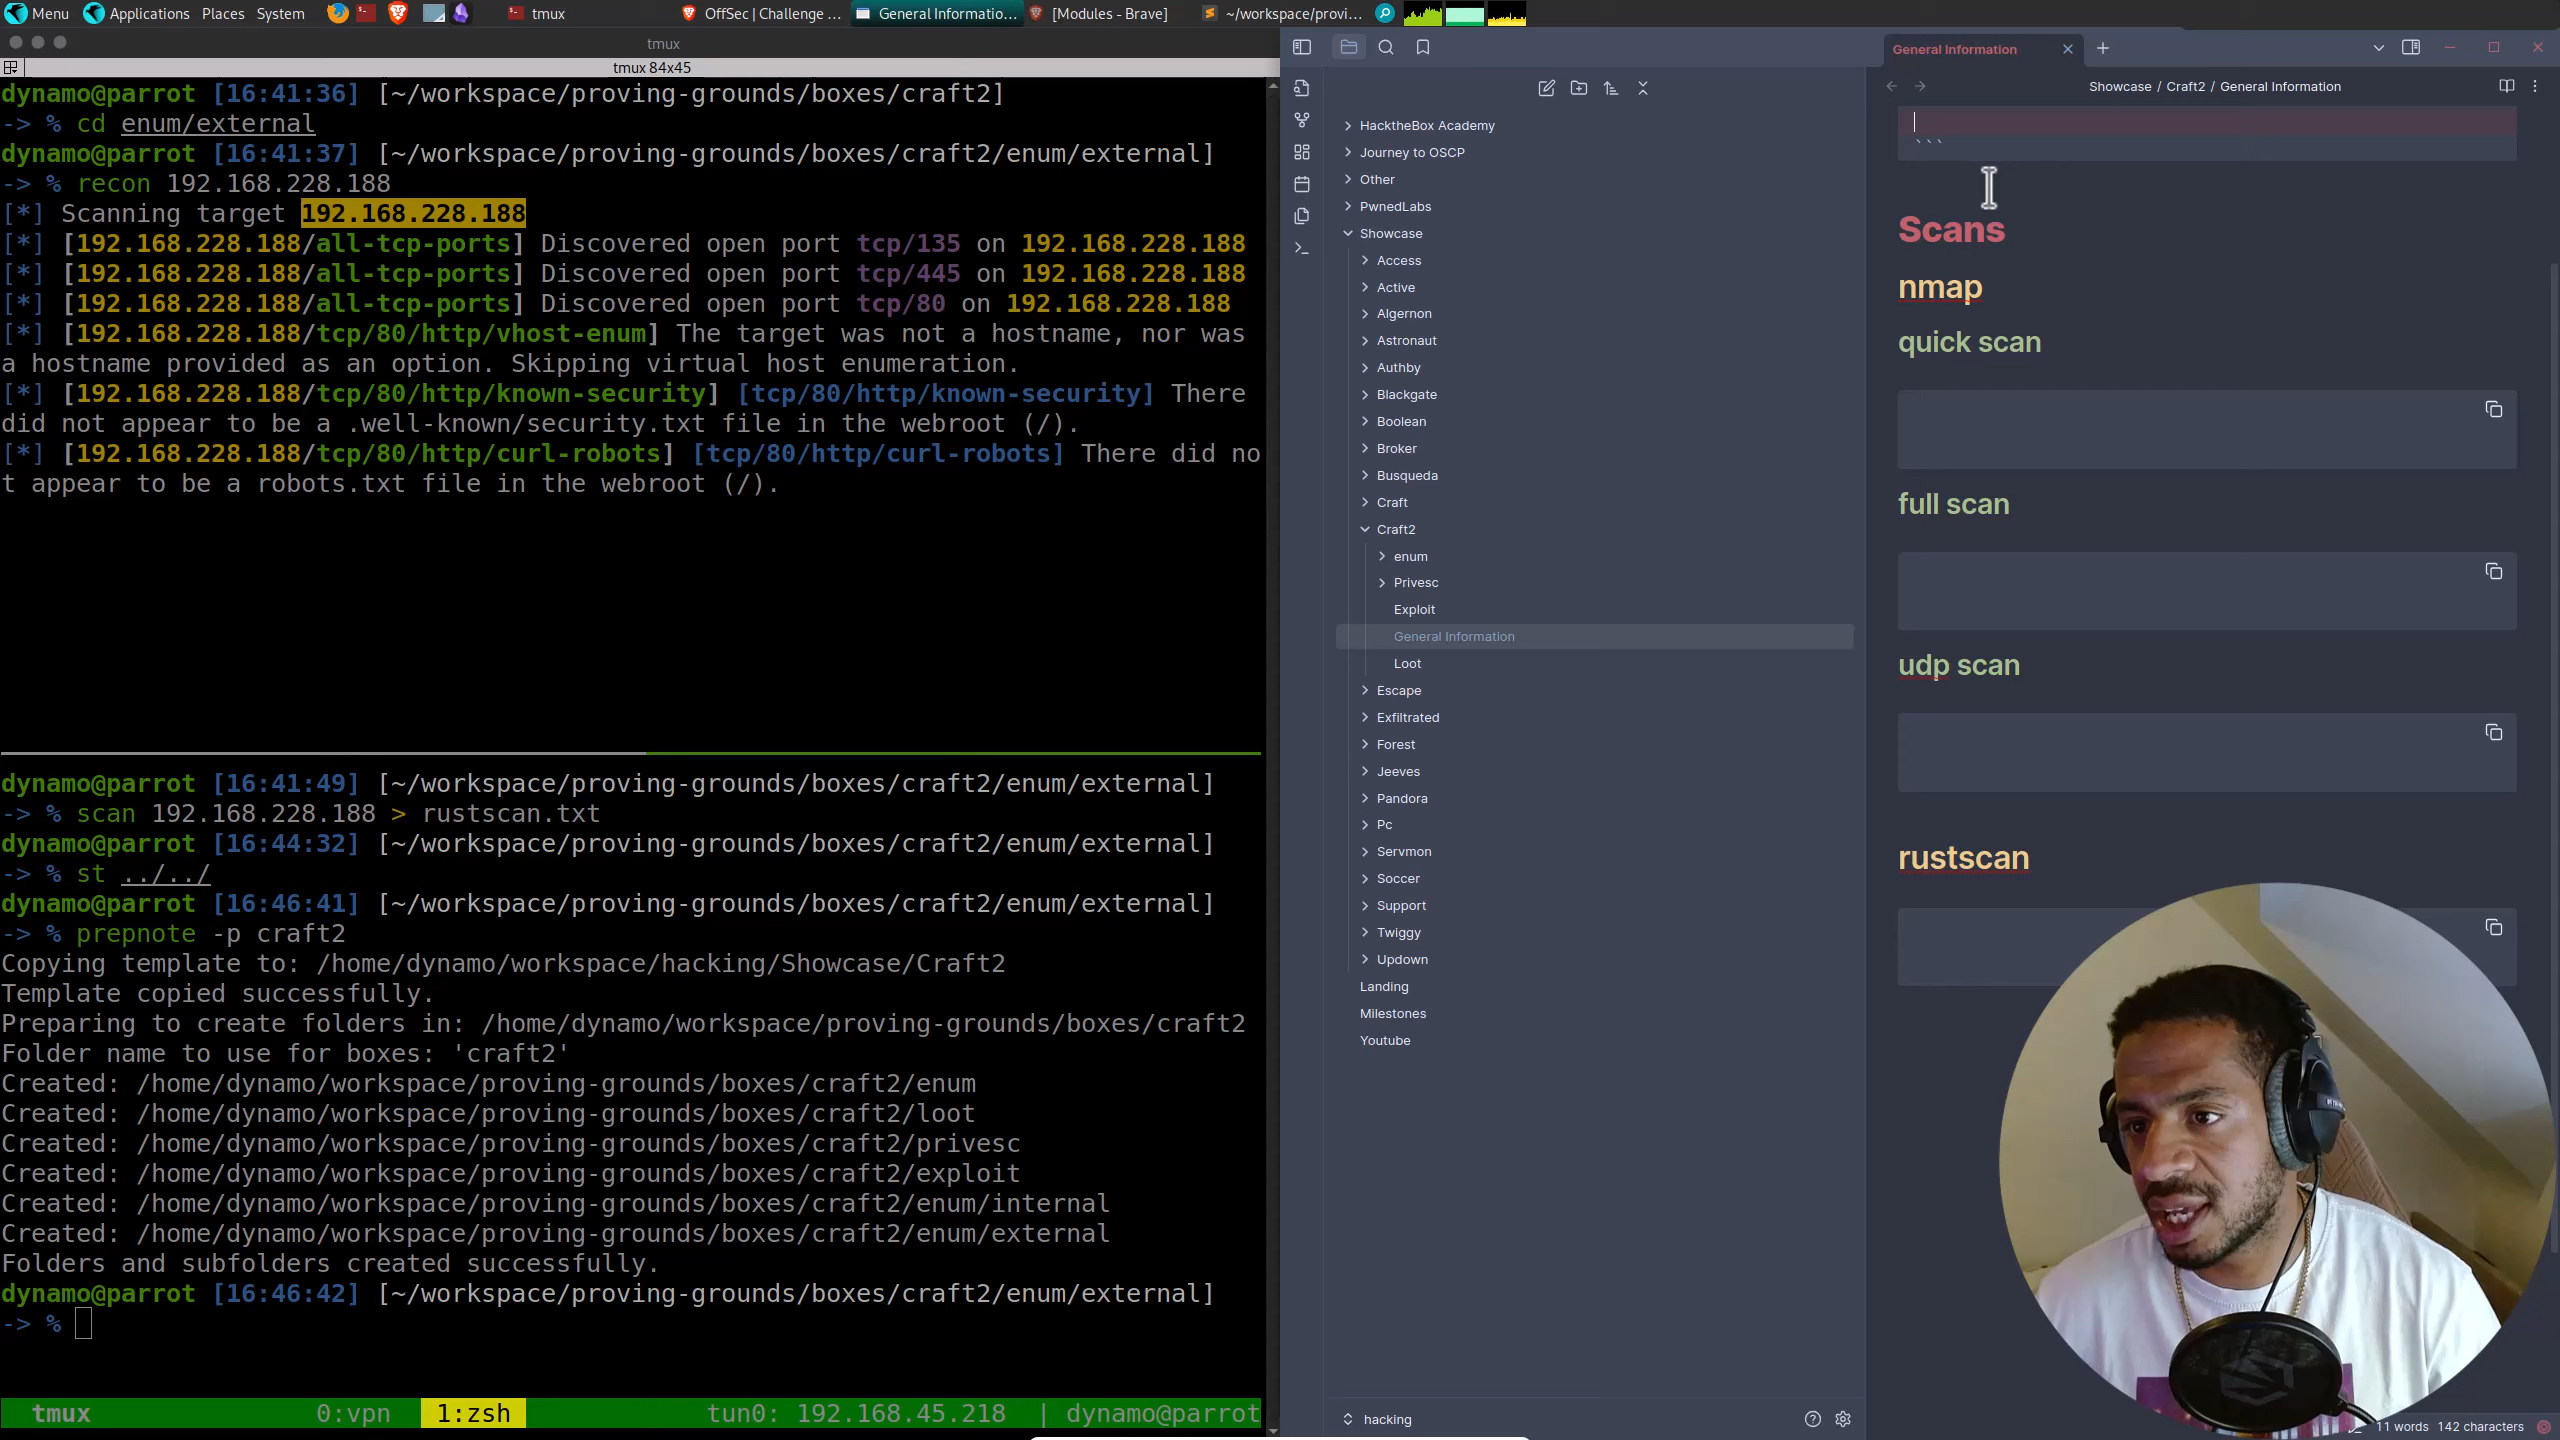 Menu Applications Places System tmux OffSec | Challenge ... General Informatio... [Modules - Brave] ~/workspace/provi...
tmux
tmux 84x45
dynamo@parrot [16:41:36] [~/workspace/proving-grounds/boxes/craft2]
-> % cd enum/external
dynamo@parrot [16:41:37] [~/workspace/proving-grounds/boxes/craft2/enum/external]
-> % recon 192.168.228.188
[*] Scanning target 192.168.228.188
[*] [192.168.228.188/all-tcp-ports] Discovered open port tcp/135 on 192.168.228.188
[*] [192.168.228.188/all-tcp-ports] Discovered open port tcp/445 on 192.168.228.188
[*] [192.168.228.188/all-tcp-ports] Discovered open port tcp/80 on 192.168.228.188
[*] [192.168.228.188/tcp/80/http/vhost-enum] The target was not a hostname, nor was
a hostname provided as an option. Skipping virtual host enumeration.
[*] [192.168.228.188/tcp/80/http/known-security] [tcp/80/http/known-security] There
did not appear to be a .well-known/security.txt file in the webroot (/).
[*] [192.168.228.188/tcp/80/http/curl-robots] [tcp/80/http/curl-robots] There did no
t appear to be a robots.txt file in the webroot (/).
dynamo@parrot [16:41:49] [~/workspace/proving-grounds/boxes/craft2/enum/external]
-> % scan 192.168.228.188 > rustscan.txt
dynamo@parrot [16:44:32] [~/workspace/proving-grounds/boxes/craft2/enum/external]
-> % st ../../
dynamo@parrot [16:46:41] [~/workspace/proving-grounds/boxes/craft2/enum/external]
-> % prepnote -p craft2
Copying template to: /home/dynamo/workspace/hacking/Showcase/Craft2
Template copied successfully.
Preparing to create folders in: /home/dynamo/workspace/proving-grounds/boxes/craft2
Folder name to use for boxes: 'craft2'
Created: /home/dynamo/workspace/proving-grounds/boxes/craft2/enum
Created: /home/dynamo/workspace/proving-grounds/boxes/craft2/loot
Created: /home/dynamo/workspace/proving-grounds/boxes/craft2/privesc
Created: /home/dynamo/workspace/proving-grounds/boxes/craft2/exploit
Created: /home/dynamo/workspace/proving-grounds/boxes/craft2/enum/internal
Created: /home/dynamo/workspace/proving-grounds/boxes/craft2/enum/external
Folders and subfolders created successfully.
dynamo@parrot [16:46:42] [~/workspace/proving-grounds/boxes/craft2/enum/external]
-> %
tmux 0:vpn 1:zsh tun0: 192.168.45.218 | dynamo@parrot
HacktheBox Academy
Journey to OSCP
Other
PwnedLabs
Showcase
Access
Active
Algernon
Astronaut
Authby
Blackgate
Boolean
Broker
Busqueda
Craft
Craft2
enum
Privesc
Exploit
General Information
Loot
Escape
Exfiltrated
Forest
Jeeves
Pandora
Pc
Servmon
Soccer
Support
Twiggy
Updown
Landing
Milestones
Youtube
hacking
General Information
Showcase / Craft2 / General Information
```
Scans
nmap
quick scan
full scan
udp scan
rustscan
11 words 142 characters